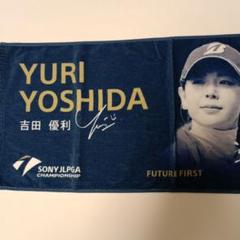 YURI
YOSHIDA
吉田 優利
SONY JLPGA
CHAMPIONSHIP
FUTURE FIRST